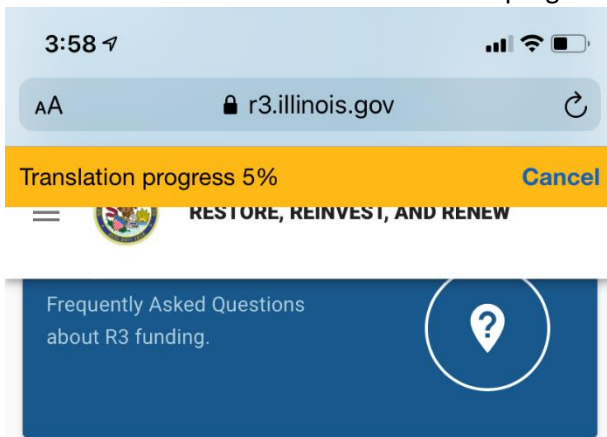 3:58
AA r3.illinois.gov
Translation progress 5% Cancel
RESTORE, REINVEST, AND RENEW
Frequently Asked Questions
about R3 funding.
?